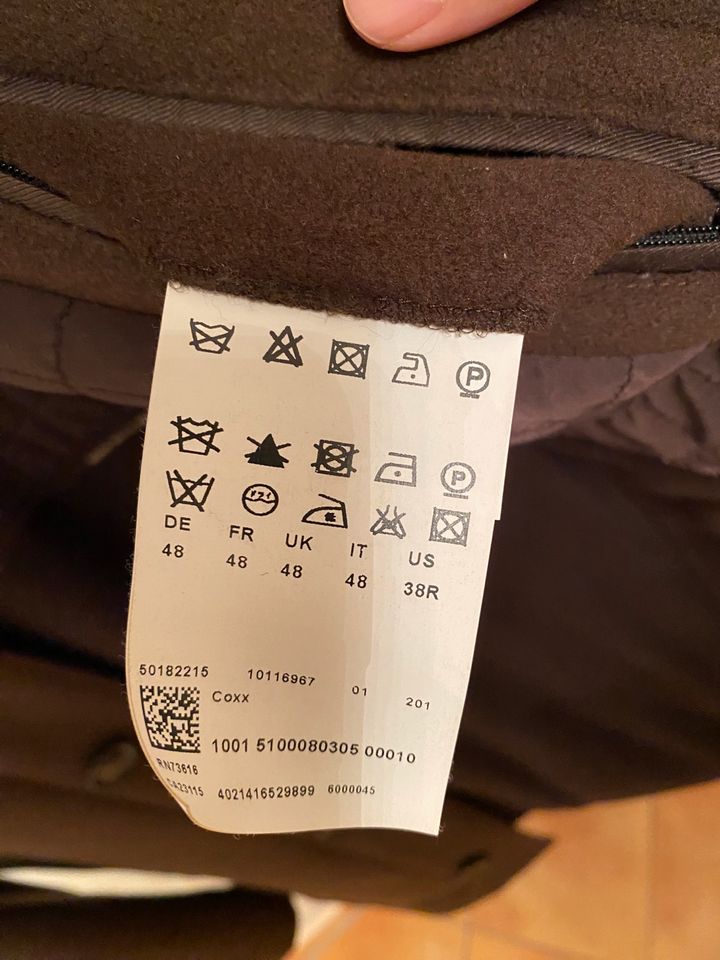 P
P
DE FR UK IT US
48 48 48 48 38R
50182215 10116967 01 201
Coxx
1001 5100080305 00010
RN73616
CA23115 4021416529899 6000045